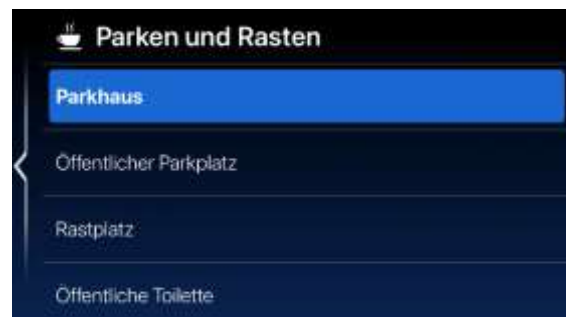 Parken und Rasten
Parkhaus
Öffentlicher Parkplatz
Rastplatz
Öffentliche Toilette